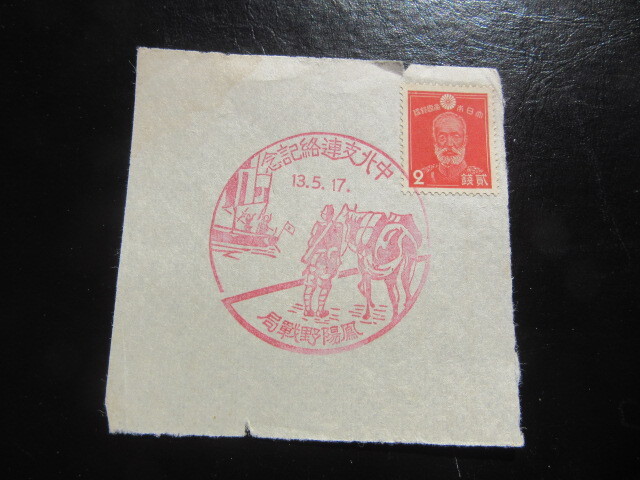 中北支連絡記念
13.5.17.
鳳陽野戰局
大日本帝國郵便
2
貳錢